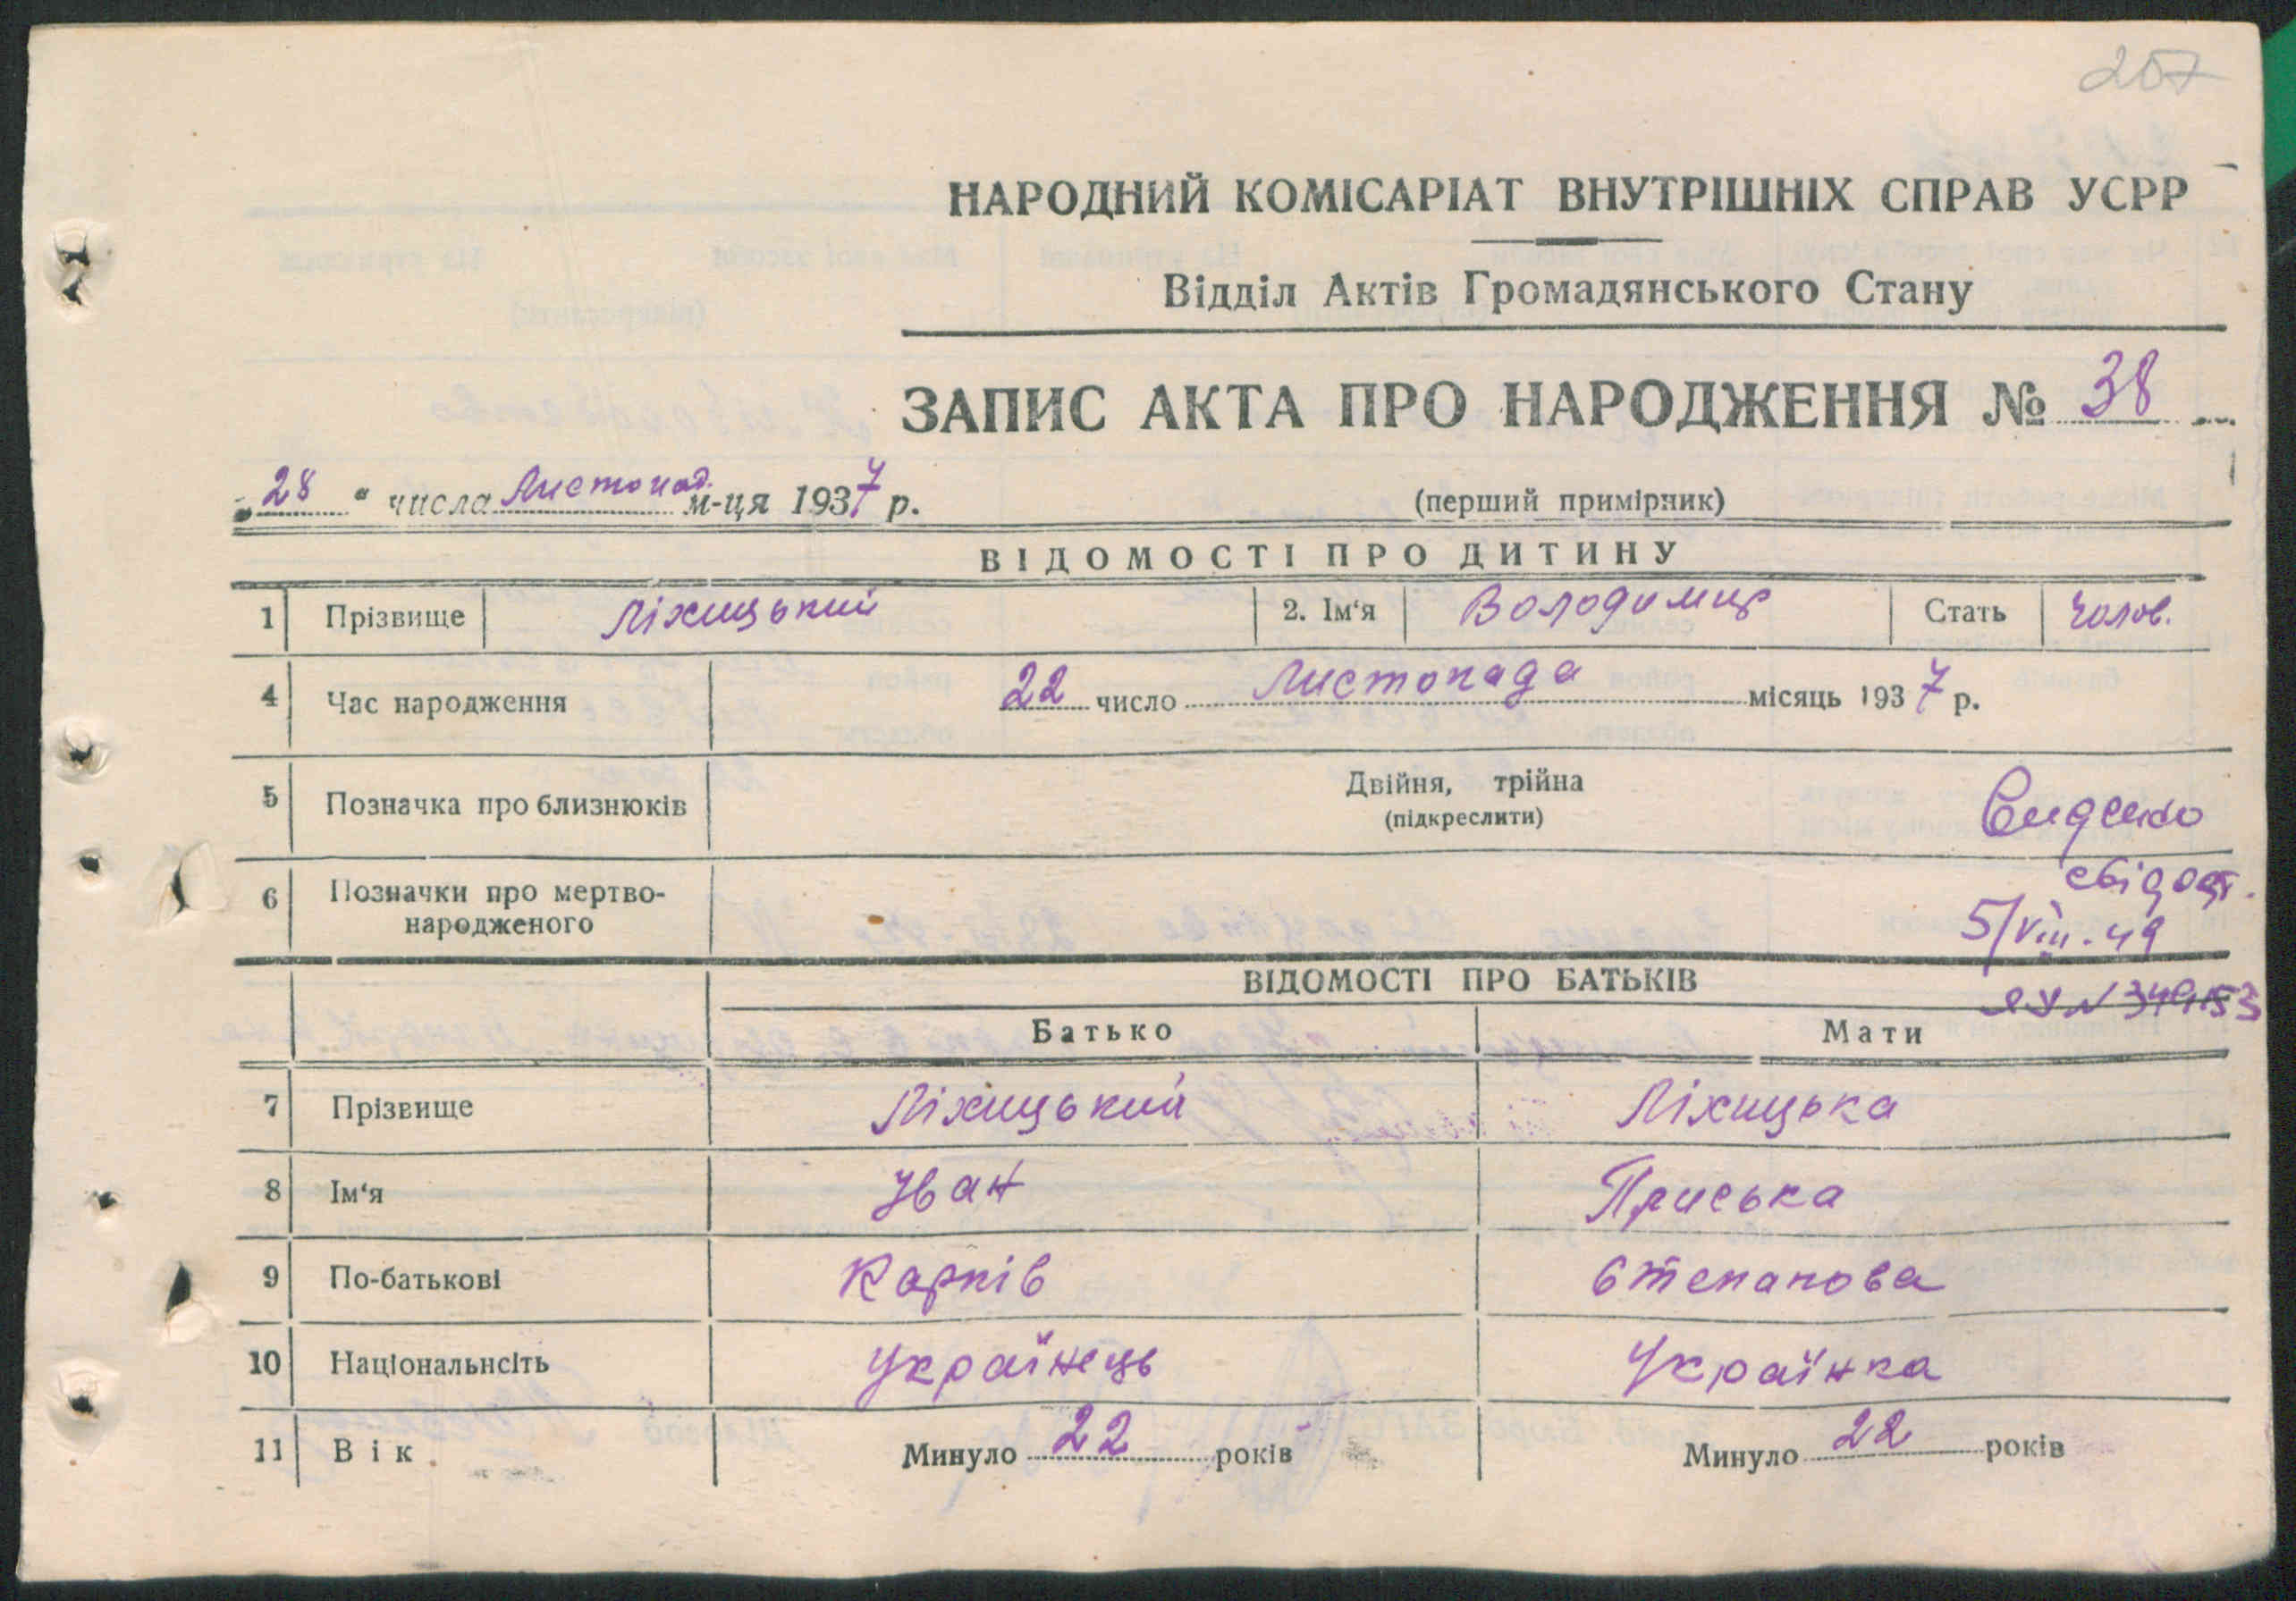 207
НАРОДНИЙ КОМІСАРІАТ ВНУТРІШНІХ СПРАВ УСРР
Відділ Актів Громадянського Стану
ЗАПИС АКТА ПРО НАРОДЖЕННЯ № 38
„ 28 " числа Листопад. м-ця 1937 р.
(перший примірник)
ВІДОМОСТІ ПРО ДИТИНУ
1 Прізвище Ліхицький 2. Ім'я Володимир Стать Чолов.
4 Час народження 22 число Листопада місяць 1937 р.
5 Позначка про близнюків Двійня, трійна
(підкреслити)
Видано
свідоцт.
5/VIII.49
ЯУ N 349153
6 Позначки про мертво-
народженого
ВІДОМОСТІ ПРО БАТЬКІВ
Батько Мати
7 Прізвище Ліхицький Ліхицька
8 Ім'я Іван Приська
9 По-батькові Карпів Степанова
10 Національнсіть Українець Українка
11 Вік Минуло 22 років Минуло 22 років